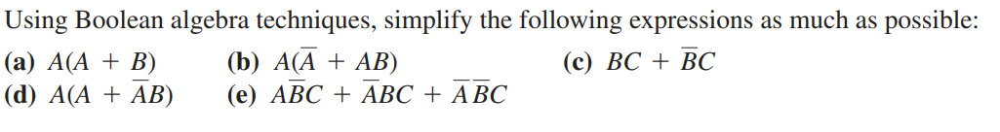 Using Boolean algebra techniques, simplify the following expressions as much as possible:
(a) A(A + B) (b) A(A̅ + AB) (c) BC + B̅C
(d) A(A + A̅B) (e) AB̅C + A̅BC + A̅ B̅C